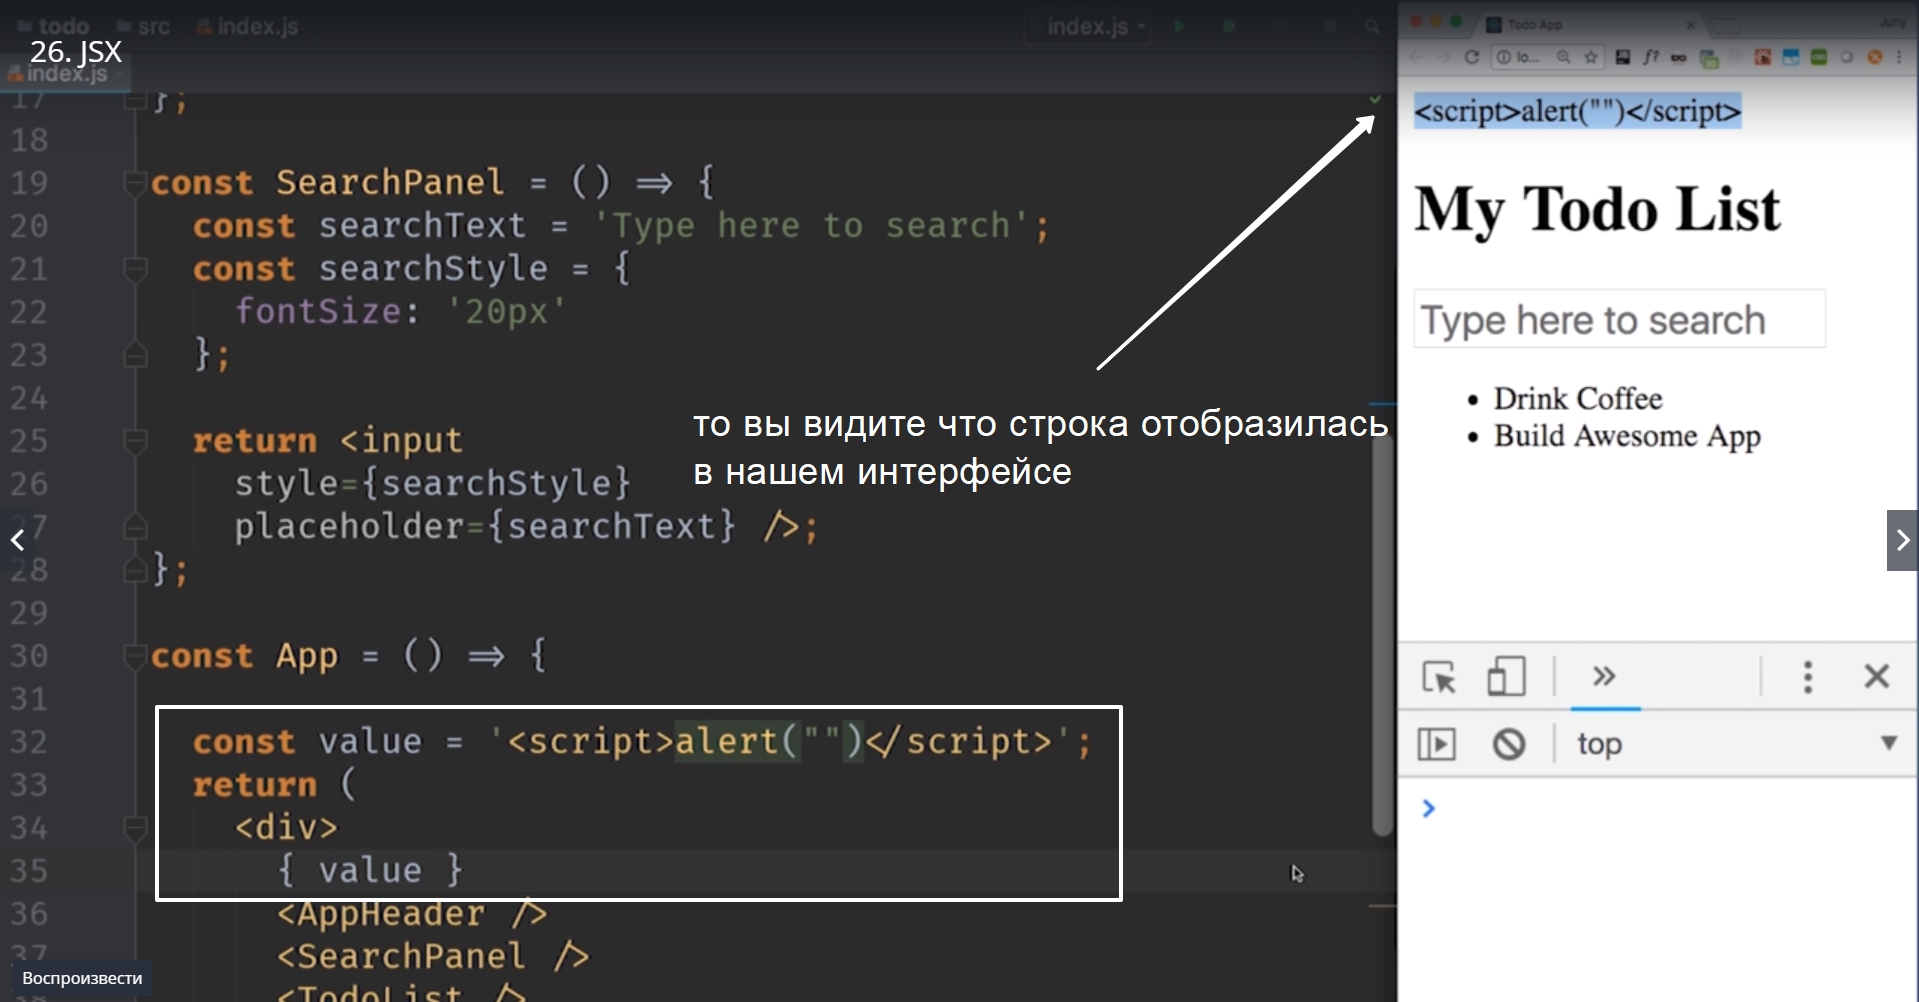 todo src index.js index.js
26. JSX
index.js
17 };
18
19 const SearchPanel = () ⇒ {
20 const searchText = 'Type here to search';
21 const searchStyle = {
22 fontSize: '20px'
23 };
24
25 return <input
26 style={searchStyle}
27 placeholder={searchText} />;
28 };
29
30 const App = () ⇒ {
31
32 const value = '<script>alert("")</script>';
33 return (
34 <div>
35 { value }
36 <AppHeader />
37 <SearchPanel />
38 <TodoList />
то вы видите что строка отобразилась
в нашем интерфейсе
Воспроизвести
Todo App
lo...
f?
<script>alert("")</script>
My Todo List
Type here to search
Drink Coffee
Build Awesome App
top